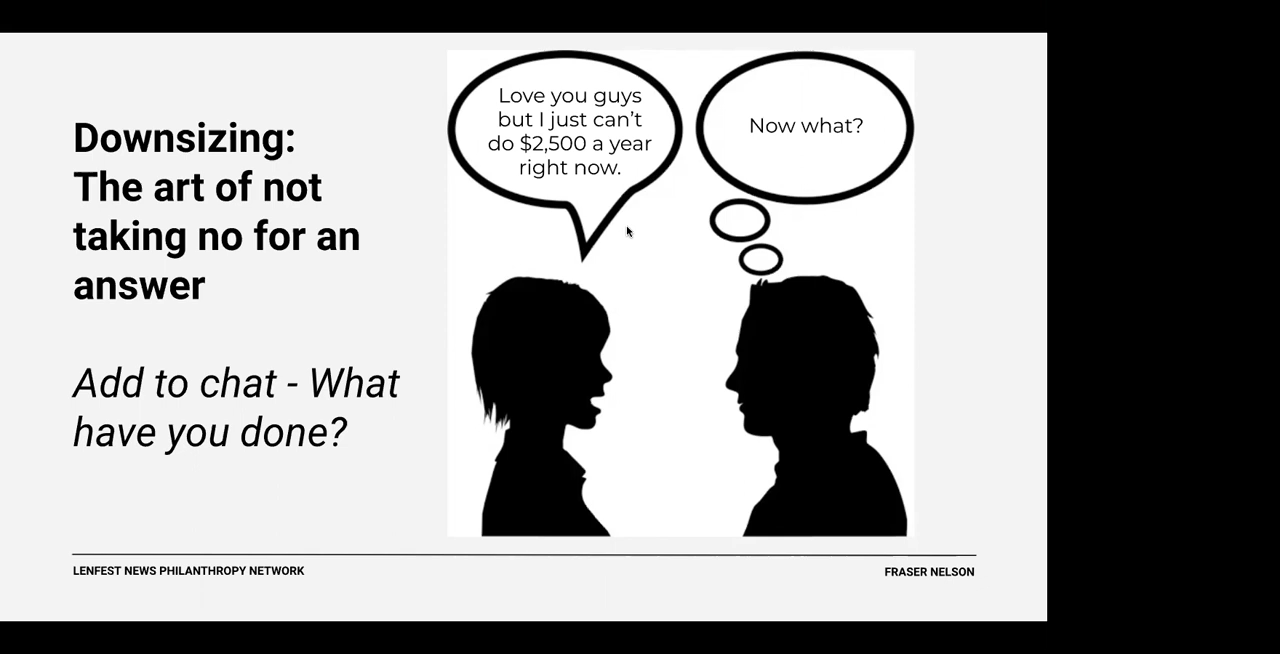 Downsizing:
The art of not
taking no for an
answer
Add to chat - What
have you done?
Love you guys
but I just can't
do $2,500 a year
right now.
Now what?
LENFEST NEWS PHILANTHROPY NETWORK
FRASER NELSON